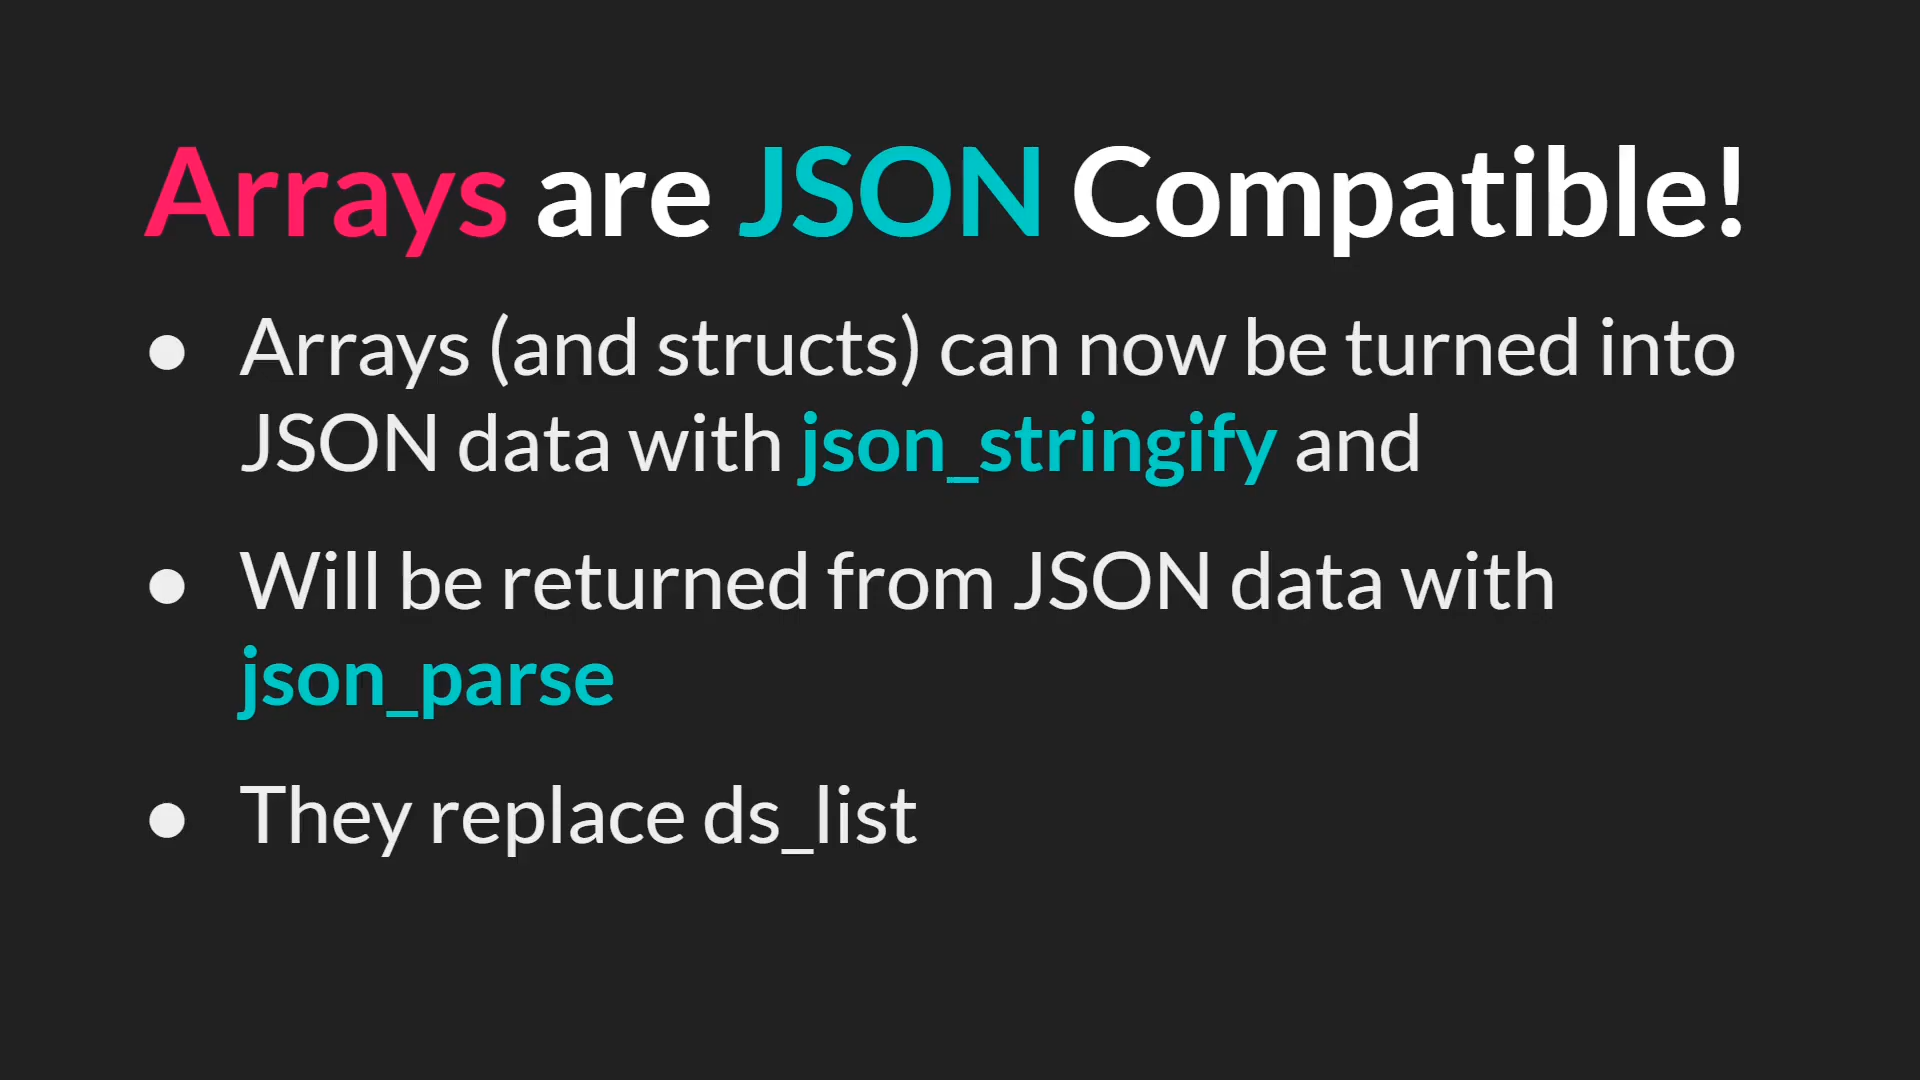 Arrays are JSON Compatible!
● Arrays (and structs) can now be turned into
JSON data with json_stringify and
● Will be returned from JSON data with
json_parse
● They replace ds_list